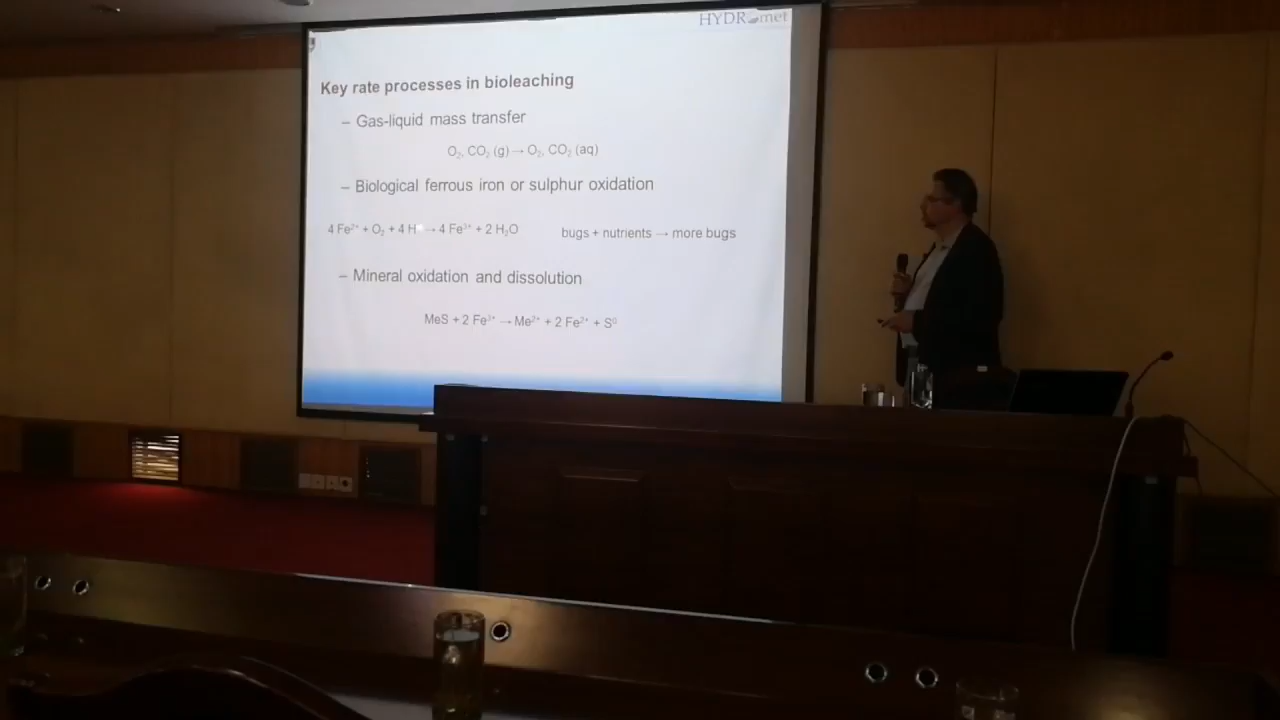 HYDROmet
Key rate processes in bioleaching
– Gas-liquid mass transfer
O₂, CO₂ (g) → O₂, CO₂ (aq)
– Biological ferrous iron or sulphur oxidation
4 Fe²⁺ + O₂ + 4 H → 4 Fe³⁺ + 2 H₂O
bugs + nutrients → more bugs
– Mineral oxidation and dissolution
MeS + 2 Fe³⁺ → Me²⁺ + 2 Fe²⁺ + S⁰